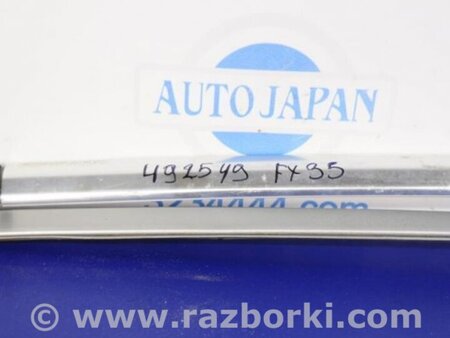 AUTO JAPAN
492549 FX35
© www.razborki.com